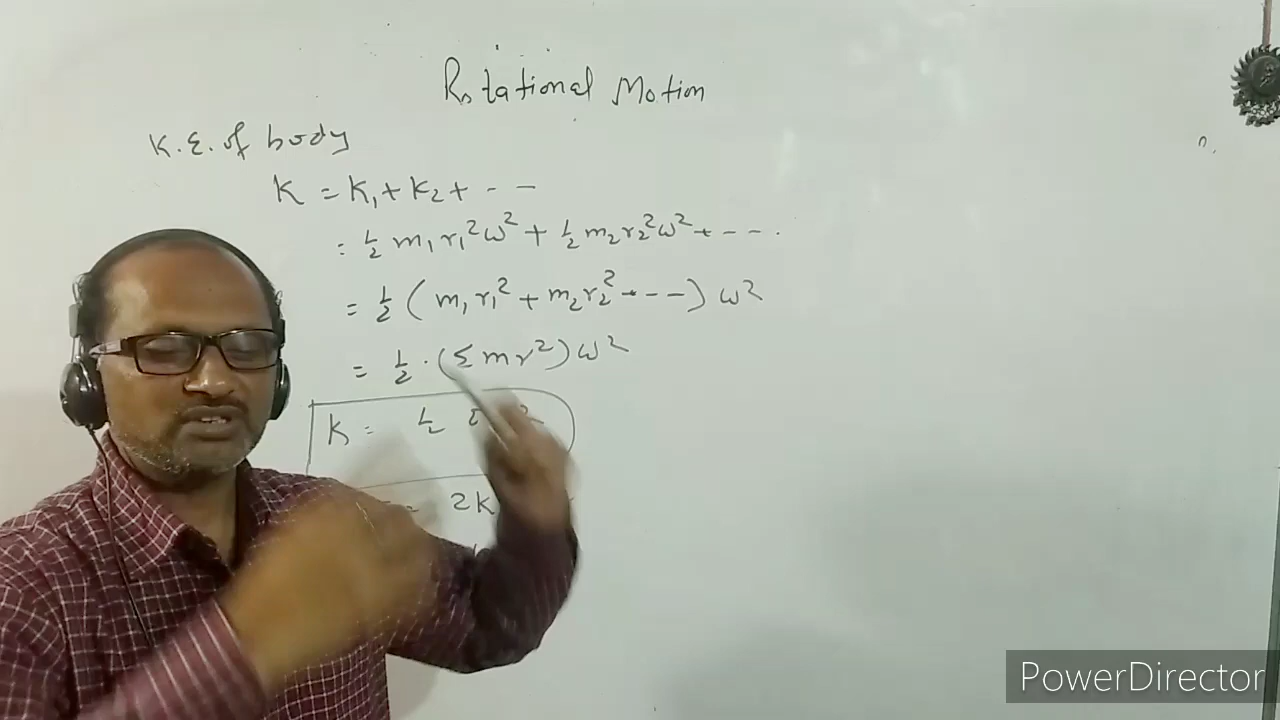 Rotational Motion
K.E. of body
K = K₁ + K₂ + - -
= 1/2 m₁r₁²ω² + 1/2 m₂r₂²ω² + - - -
= 1/2 ( m₁r₁² + m₂r₂² + - - ) ω²
= 1/2 . (Σmr²) ω²
K = 1/2
= 2K
PowerDirector